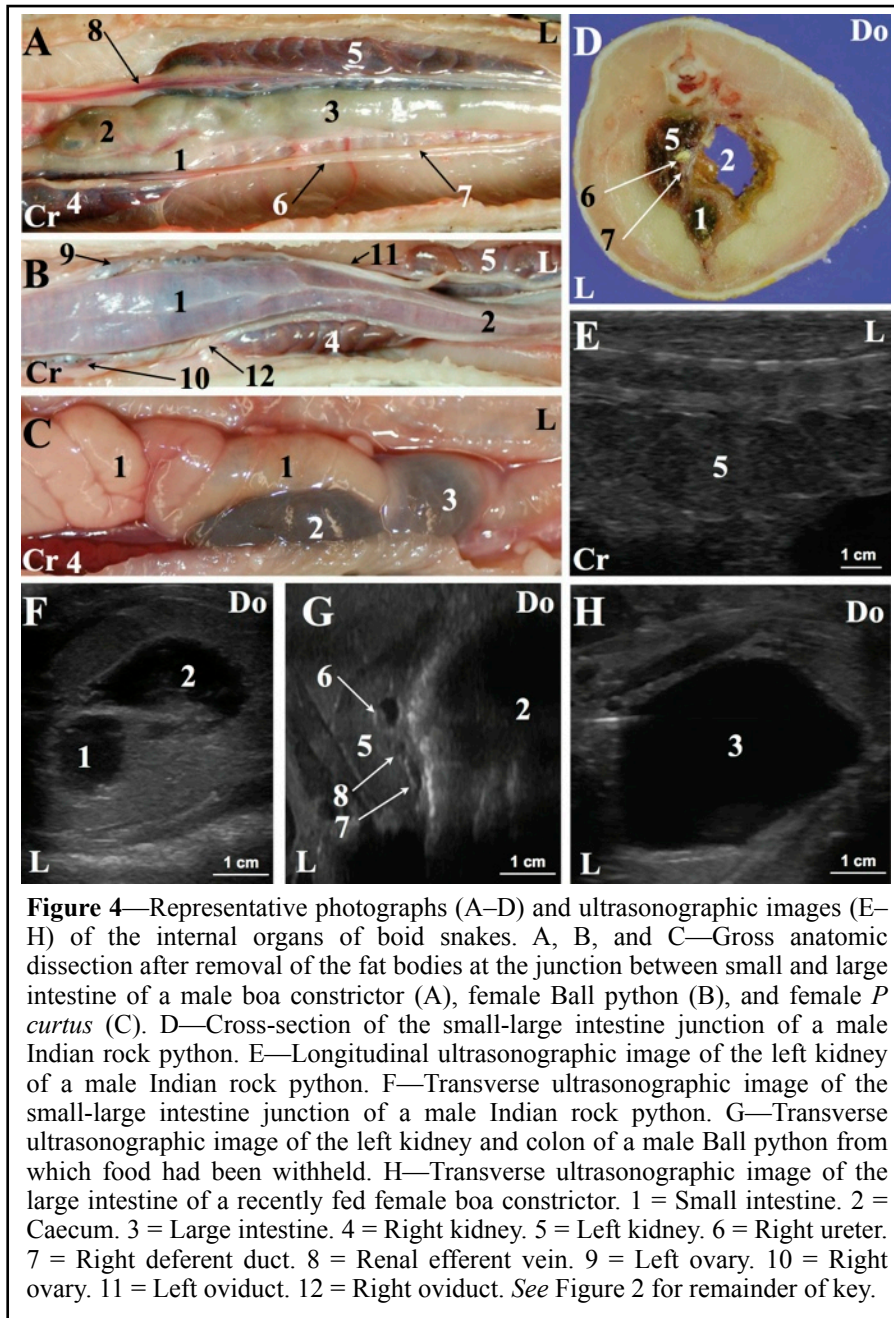 A
8
5
L
2
3
1
4
Cr
6
7
B
9
11
5
L
1
2
4
Cr
10
12
C
L
1
1
3
2
Cr 4
D
Do
5
2
6
7
1
L
E
L
5
Cr
1 cm
F
Do
2
1
L
1 cm
G
Do
6
2
5
8
7
L
1 cm
H
Do
3
L
1 cm
Figure 4—Representative photographs (A–D) and ultrasonographic images (E–
H) of the internal organs of boid snakes. A, B, and C—Gross anatomic
dissection after removal of the fat bodies at the junction between small and large
intestine of a male boa constrictor (A), female Ball python (B), and female P
curtus (C). D—Cross-section of the small-large intestine junction of a male
Indian rock python. E—Longitudinal ultrasonographic image of the left kidney
of a male Indian rock python. F—Transverse ultrasonographic image of the
small-large intestine junction of a male Indian rock python. G—Transverse
ultrasonographic image of the left kidney and colon of a male Ball python from
which food had been withheld. H—Transverse ultrasonographic image of the
large intestine of a recently fed female boa constrictor. 1 = Small intestine. 2 =
Caecum. 3 = Large intestine. 4 = Right kidney. 5 = Left kidney. 6 = Right ureter.
7 = Right deferent duct. 8 = Renal efferent vein. 9 = Left ovary. 10 = Right
ovary. 11 = Left oviduct. 12 = Right oviduct. See Figure 2 for remainder of key.